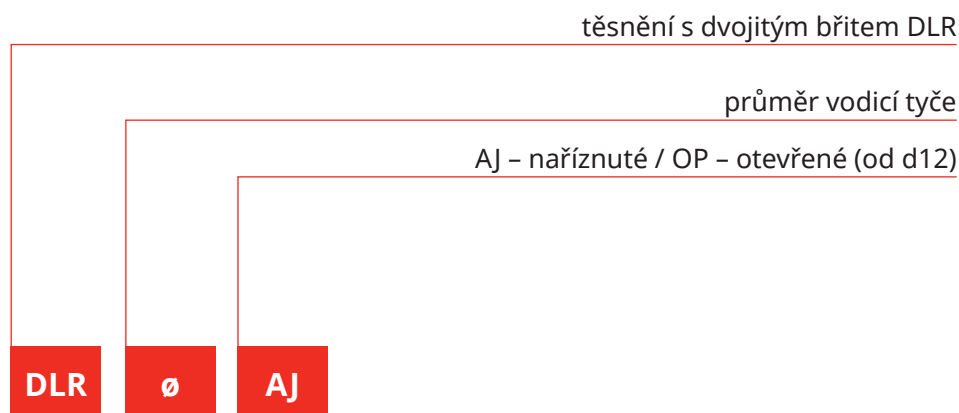 těsnění s dvojitým břitem DLR
průměr vodicí tyče
AJ – naříznuté / OP – otevřené (od d12)
DLR ø AJ